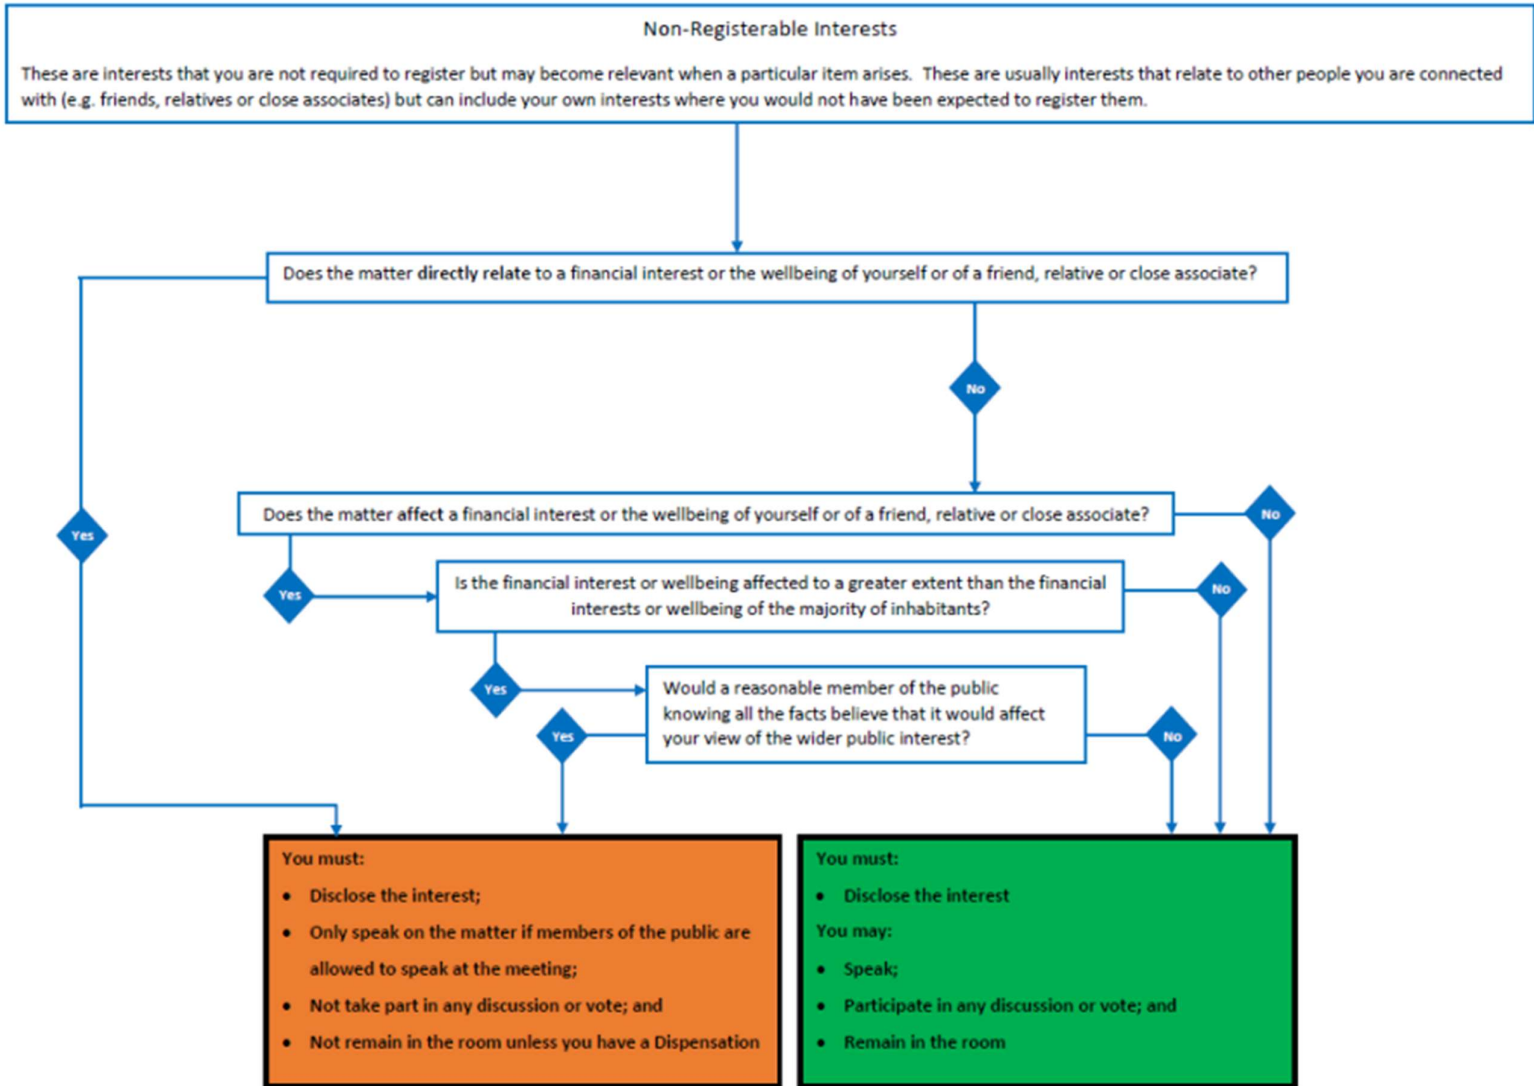 Non-Registerable Interests
These are interests that you are not required to register but may become relevant when a particular item arises. These are usually interests that relate to other people you are connected
with (e.g. friends, relatives or close associates) but can include your own interests where you would not have been expected to register them.
Does the matter directly relate to a financial interest or the wellbeing of yourself or of a friend, relative or close associate?
No
Yes
Does the matter affect a financial interest or the wellbeing of yourself or of a friend, relative or close associate?
No
Yes
Is the financial interest or wellbeing affected to a greater extent than the financial
interests or wellbeing of the majority of inhabitants?
No
Yes
Would a reasonable member of the public
knowing all the facts believe that it would affect
your view of the wider public interest?
Yes
No
You must:
• Disclose the interest;
• Only speak on the matter if members of the public are
allowed to speak at the meeting;
• Not take part in any discussion or vote; and
• Not remain in the room unless you have a Dispensation
You must:
• Disclose the interest
You may:
• Speak;
• Participate in any discussion or vote; and
• Remain in the room